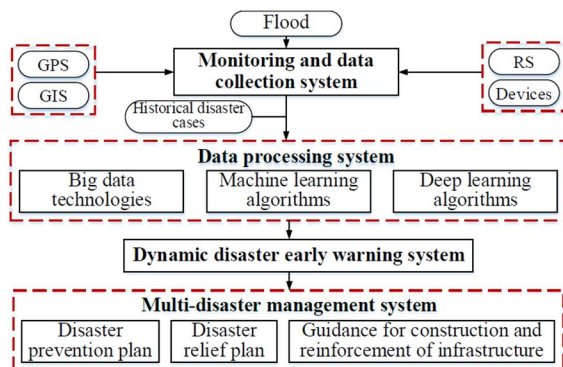 Flood
GPS
GIS
Monitoring and data
collection system
RS
Devices
Historical disaster
cases
Data processing system
Big data
technologies
Machine learning
algorithms
Deep learning
algorithms
Dynamic disaster early warning system
Multi-disaster management system
Disaster
prevention plan
Disaster
relief plan
Guidance for construction and
reinforcement of infrastructure